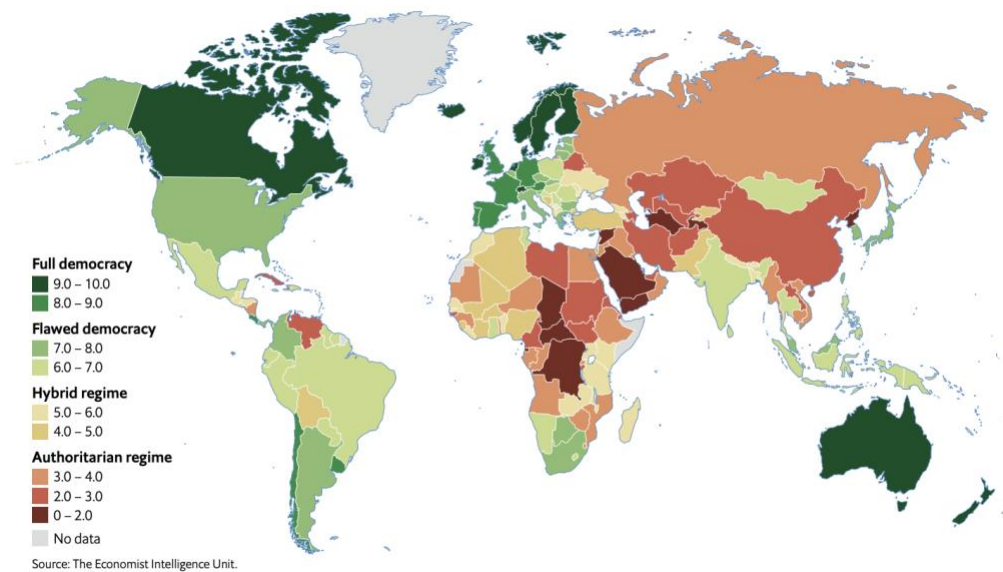 Full democracy
9.0 – 10.0
8.0 – 9.0
Flawed democracy
7.0 – 8.0
6.0 – 7.0
Hybrid regime
5.0 – 6.0
4.0 – 5.0
Authoritarian regime
3.0 – 4.0
2.0 – 3.0
0 – 2.0
No data
Source: The Economist Intelligence Unit.